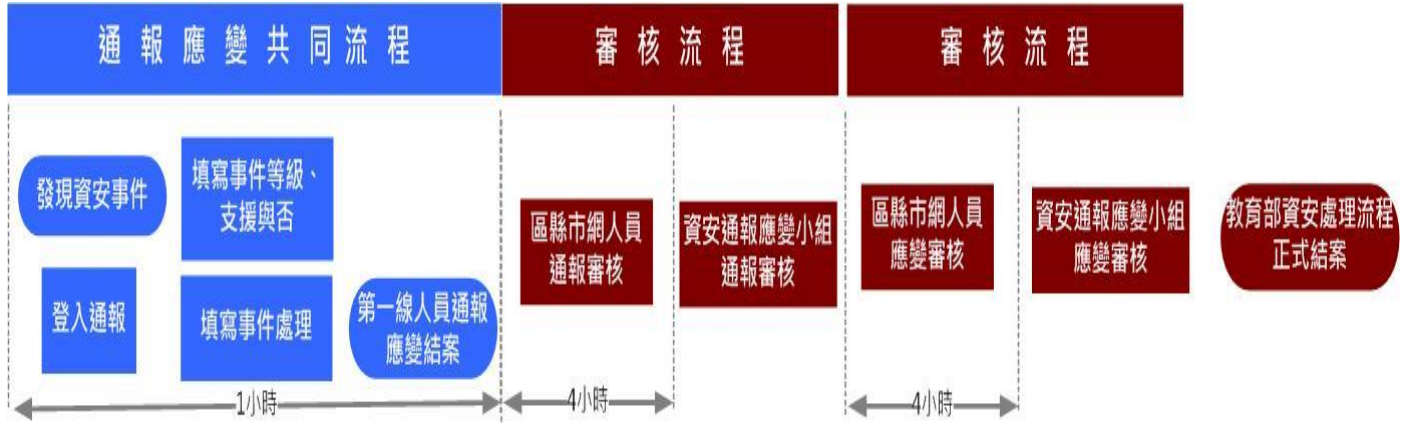 通報應變共同流程
審核流程
審核流程
發現資安事件
登入通報
填寫事件等級、
支援與否
填寫事件處理
第一線人員通報
應變結案
區縣市網人員
通報審核
資安通報應變小組
通報審核
區縣市網人員
應變審核
資安通報應變小組
應變審核
教育部資安處理流程
正式結案
1小時
4小時
4小時